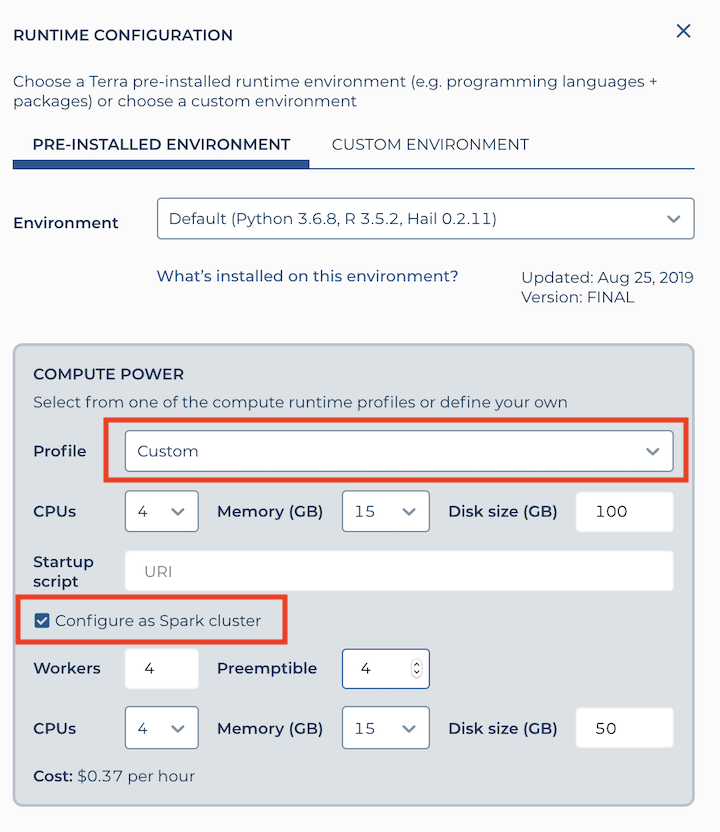 RUNTIME CONFIGURATION
Choose a Terra pre-installed runtime environment (e.g. programming languages +
packages) or choose a custom environment
PRE-INSTALLED ENVIRONMENT CUSTOM ENVIRONMENT
Environment Default (Python 3.6.8, R 3.5.2, Hail 0.2.11)
What's installed on this environment? Updated: Aug 25, 2019
Version: FINAL
COMPUTE POWER
Select from one of the compute runtime profiles or define your own
Profile Custom
CPUs 4 Memory (GB) 15 Disk size (GB) 100
Startup
script URI
Configure as Spark cluster
Workers 4 Preemptible 4
CPUs 4 Memory (GB) 15 Disk size (GB) 50
Cost: $0.37 per hour